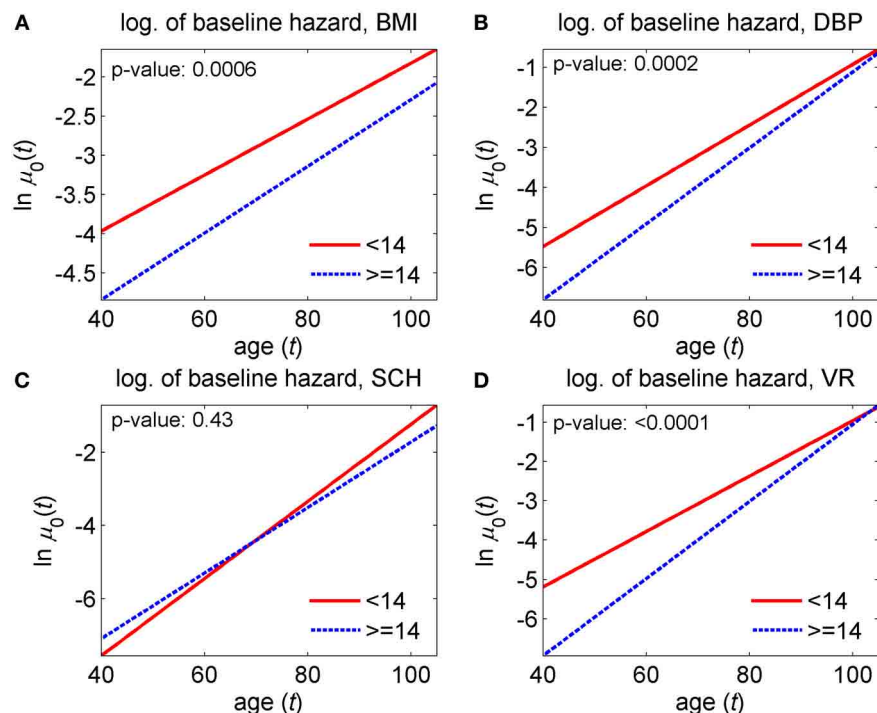 A log. of baseline hazard, BMI
p-value: 0.0006
-2
-2.5
-3
-3.5
-4
-4.5
ln μ₀(t)
<14
>=14
40 60 80 100
age (t)
B log. of baseline hazard, DBP
p-value: 0.0002
-1
-2
-3
-4
-5
-6
ln μ₀(t)
<14
>=14
40 60 80 100
age (t)
C log. of baseline hazard, SCH
p-value: 0.43
-2
-4
-6
ln μ₀(t)
<14
>=14
40 60 80 100
age (t)
D log. of baseline hazard, VR
p-value: <0.0001
-1
-2
-3
-4
-5
-6
ln μ₀(t)
<14
>=14
40 60 80 100
age (t)